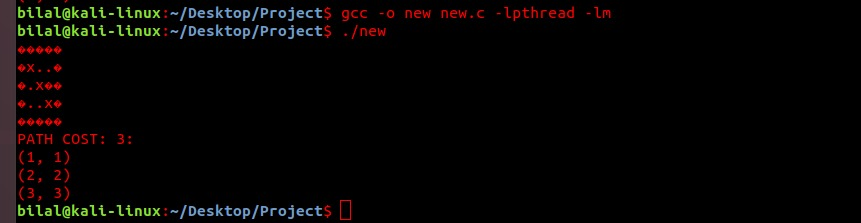 bilal@kali-linux:~/Desktop/Project$ gcc -o new new.c -lpthread -lm
bilal@kali-linux:~/Desktop/Project$ ./new
�����
�x..�
�.x��
�..x�
�����
PATH COST: 3:
(1, 1)
(2, 2)
(3, 3)
bilal@kali-linux:~/Desktop/Project$